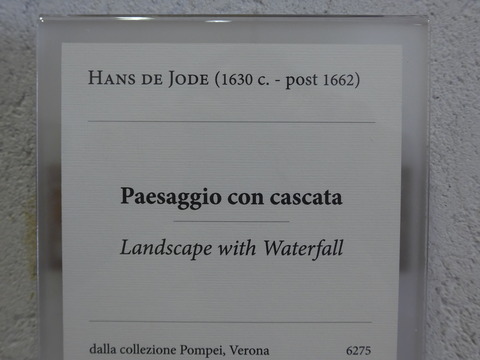 Hans de Jode (1630 c. - post 1662)
Paesaggio con cascata
Landscape with Waterfall
dalla collezione Pompei, Verona 6275